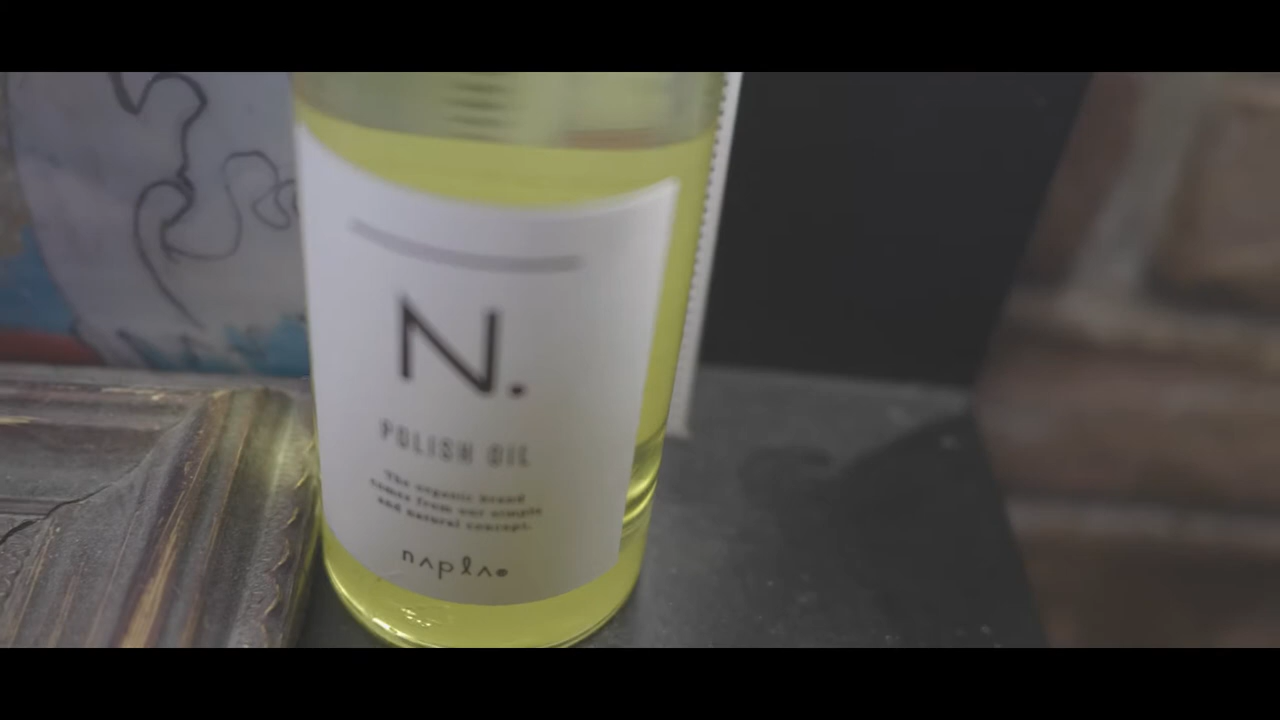 N.
POLISH OIL
The organic brand
comes from our simple
and natural concept.
napla